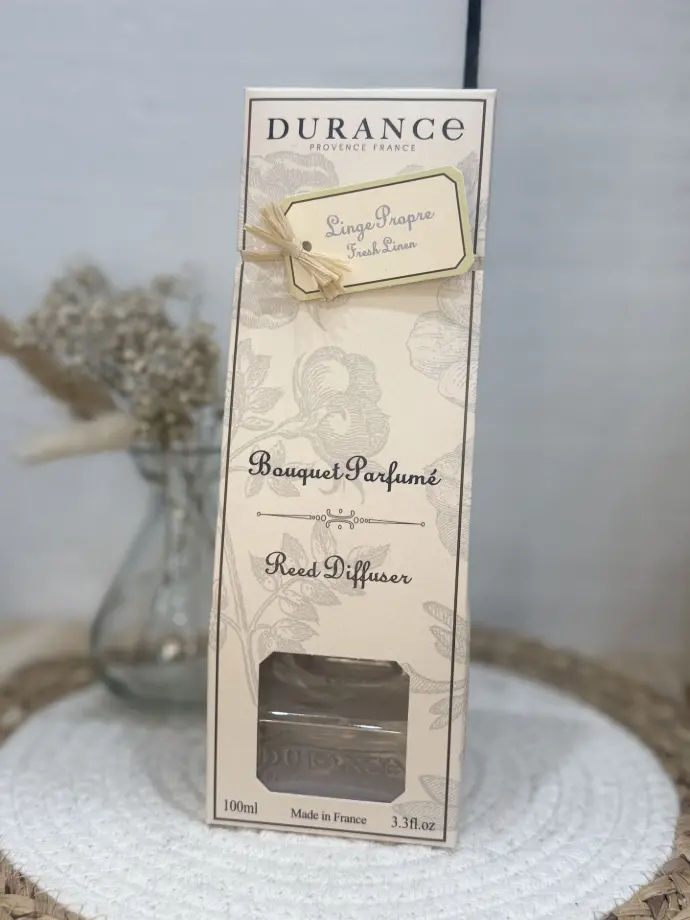 DURANCe
PROVENCE FRANCE
Linge Propre
Fresh Linen
Bouquet Parfumé
Reed Diffuser
DURANCe
100ml
Made in France
3.3fl.oz